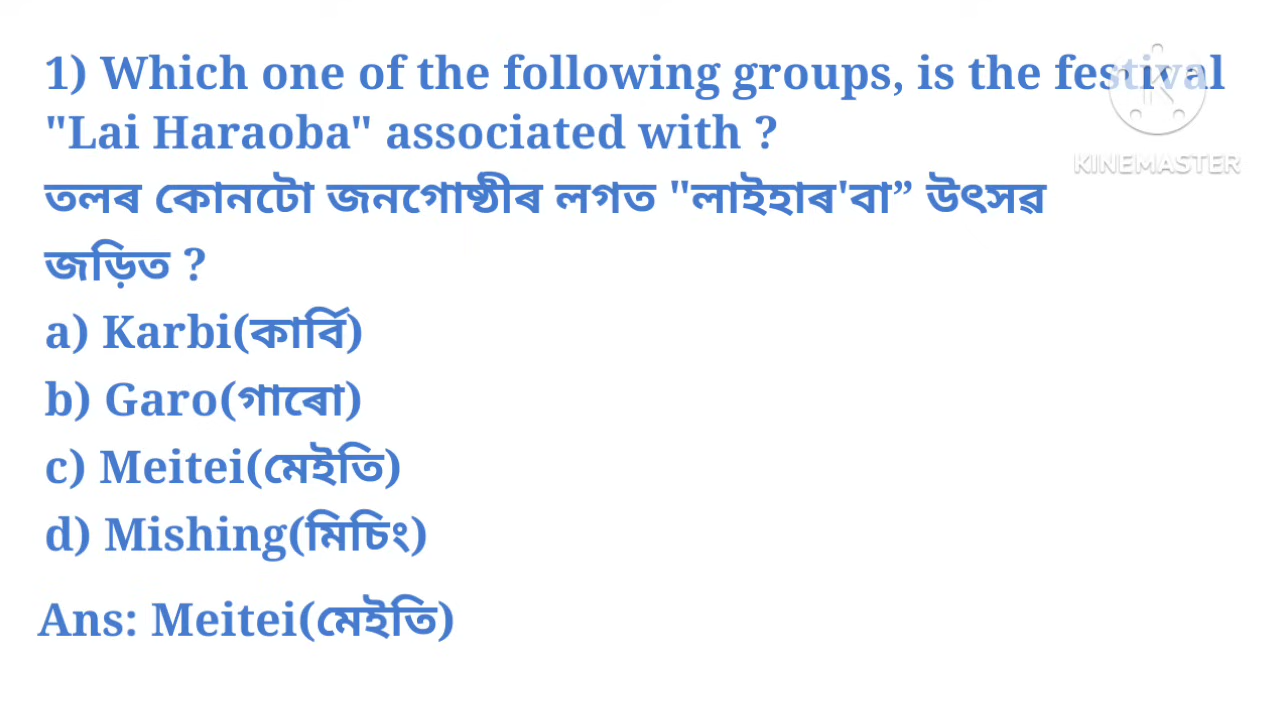 1) Which one of the following groups, is the festival
"Lai Haraoba" associated with ?
তলৰ কোনটো জনগোষ্ঠীৰ লগত "লাইহাৰ'বা” উৎসৱ
জড়িত ?
a) Karbi(কাৰ্বি)
b) Garo(গাৰো)
c) Meitei(মেইতি)
d) Mishing(মিচিং)
Ans: Meitei(মেইতি)
KINEMASTER